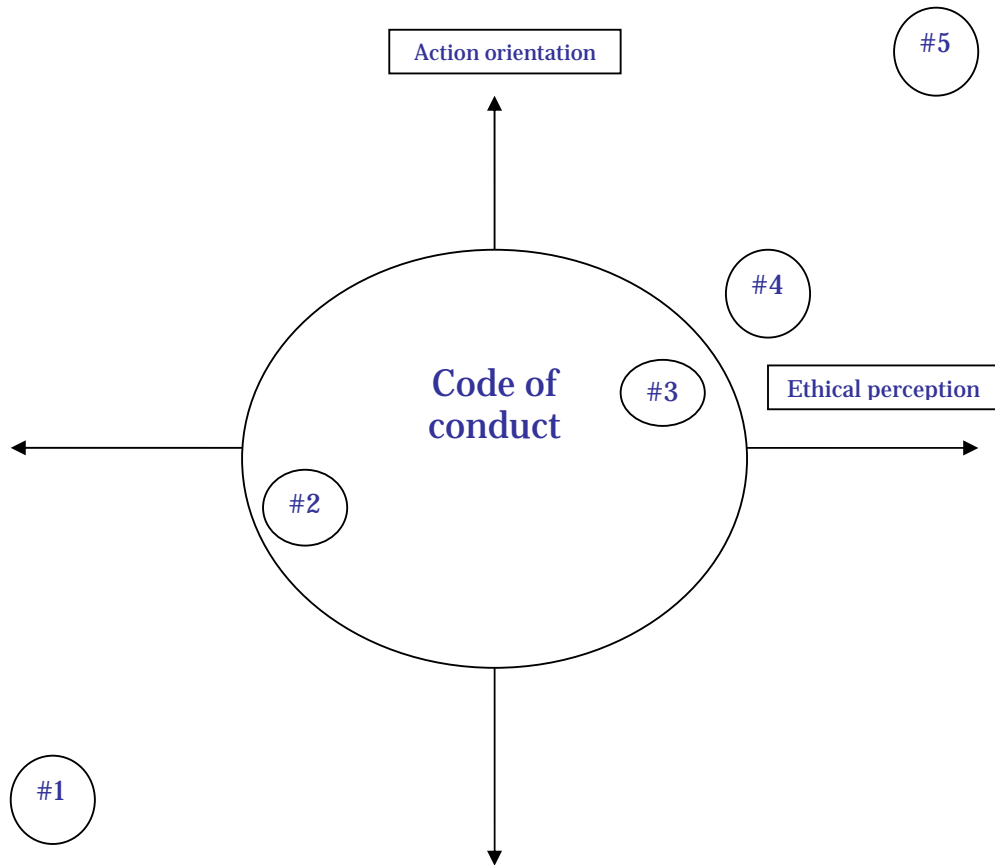 #5
Action orientation
#4
Code of
conduct
#3
Ethical perception
#2
#1